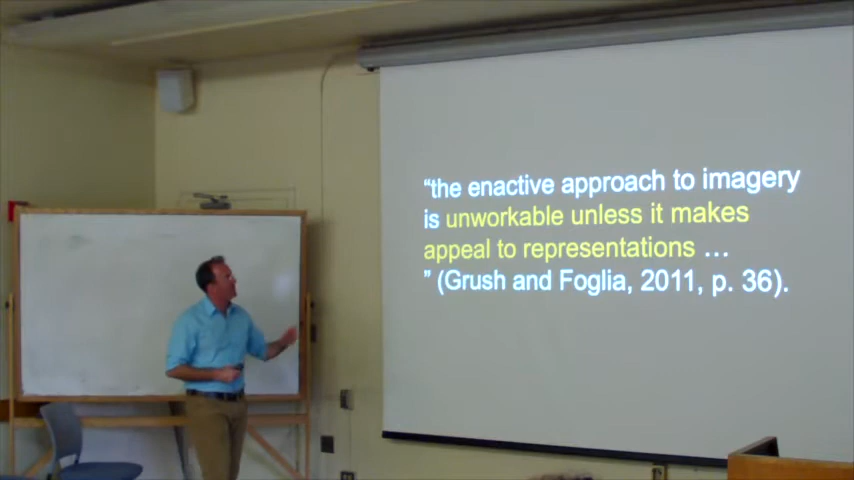 “the enactive approach to imagery
is unworkable unless it makes
appeal to representations …
” (Grush and Foglia, 2011, p. 36).